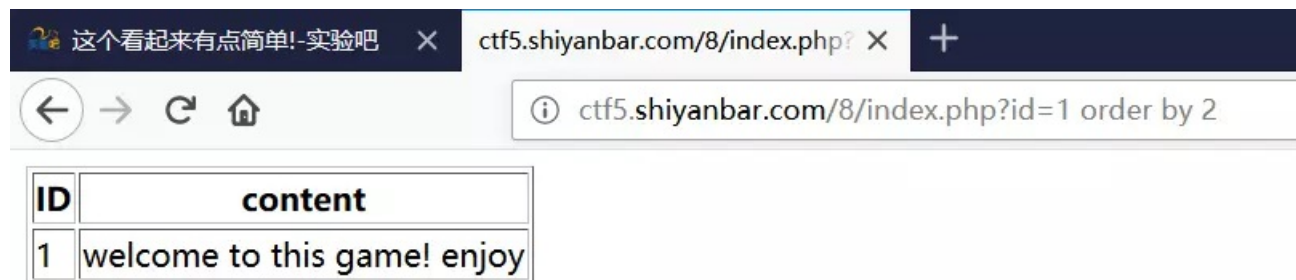 这个看起来有点简单!-实验吧 ctf5.shiyanbar.com/8/index.php?
ctf5.shiyanbar.com/8/index.php?id=1 order by 2
ID content
1 welcome to this game! enjoy